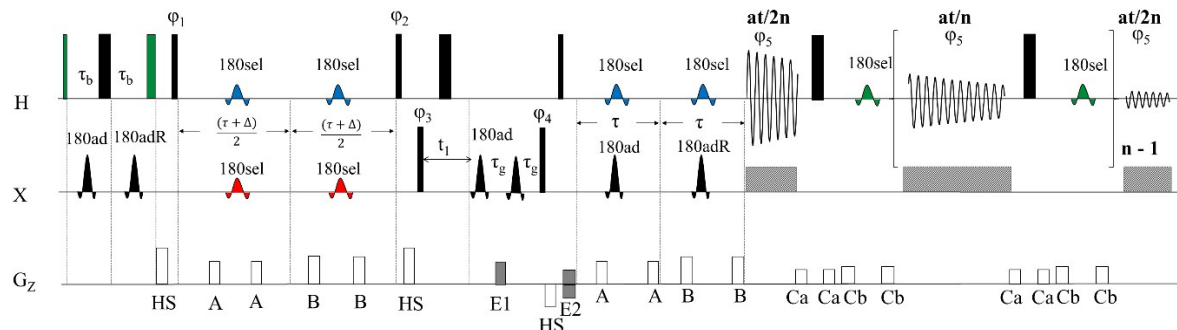 at/2n at/n at/2n
φ1 φ2 φ5 φ5 φ5
180sel 180sel 180sel 180sel 180sel 180sel
τb τb
H
(τ + Δ)/2 (τ + Δ)/2 φ3 φ4 τ τ
180ad 180adR t1 180ad τg τg 180ad 180adR n - 1
180sel 180sel
X
GZ
HS A A B B HS E1 HS E2 A A B B Ca Ca Cb Cb Ca Ca Cb Cb